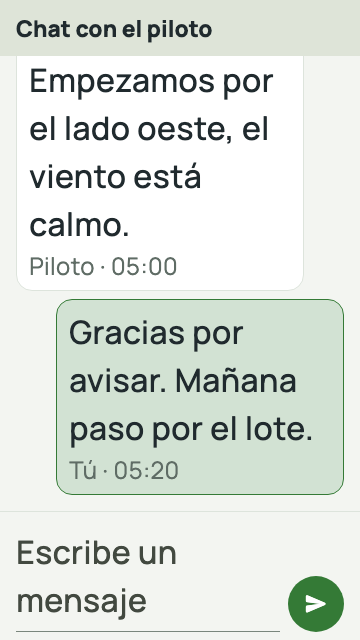 Chat con el piloto
Empezamos por
el lado oeste, el
viento está
calmo.
Piloto · 05:00
Gracias por
avisar. Mañana
paso por el lote.
Tú · 05:20
Escribe un
mensaje